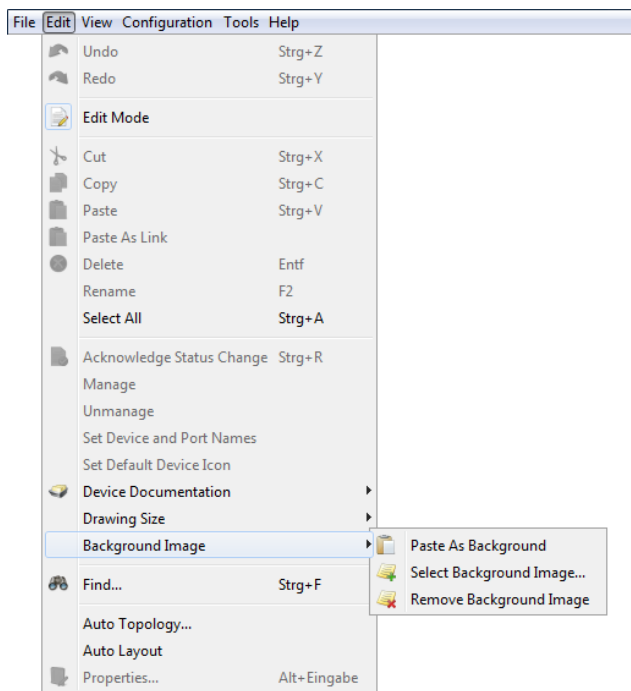 File Edit View Configuration Tools Help
Undo Strg+Z
Redo Strg+Y
Edit Mode
Cut Strg+X
Copy Strg+C
Paste Strg+V
Paste As Link
Delete Entf
Rename F2
Select All Strg+A
Acknowledge Status Change Strg+R
Manage
Unmanage
Set Device and Port Names
Set Default Device Icon
Device Documentation
Drawing Size
Background Image Paste As Background
Select Background Image...
Find... Strg+F
Remove Background Image
Auto Topology...
Auto Layout
Properties... Alt+Eingabe